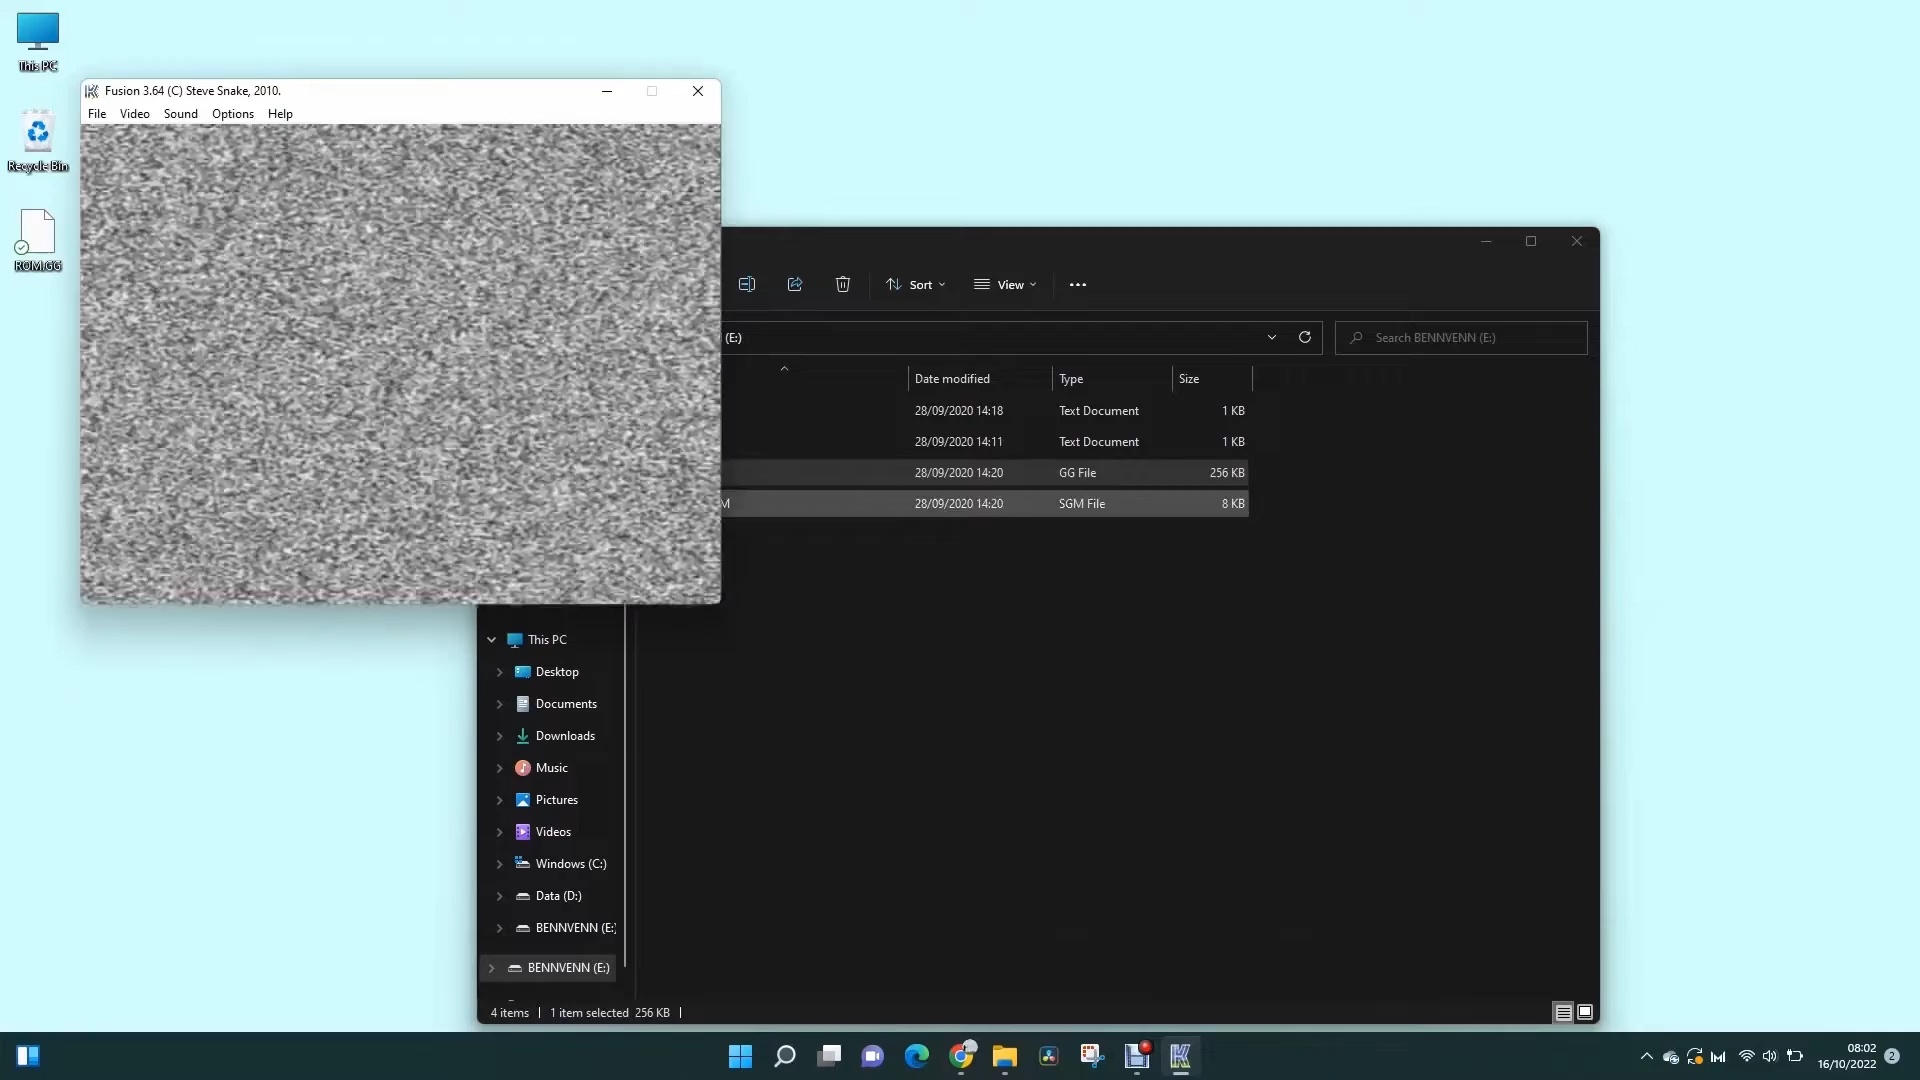 This PC
Recycle Bin
ROM.GG
Fusion 3.64 (C) Steve Snake, 2010.
File Video Sound Options Help
Sort View
(E:) Search BENNVENN (E:)
Date modified Type Size
28/09/2020 14:18 Text Document 1 KB
28/09/2020 14:11 Text Document 1 KB
28/09/2020 14:20 GG File 256 KB
M 28/09/2020 14:20 SGM File 8 KB
This PC
Desktop
Documents
Downloads
Music
Pictures
Videos
Windows (C:)
Data (D:)
BENNVENN (E:)
BENNVENN (E:)
4 items 1 item selected 256 KB
08:02
16/10/2022 2